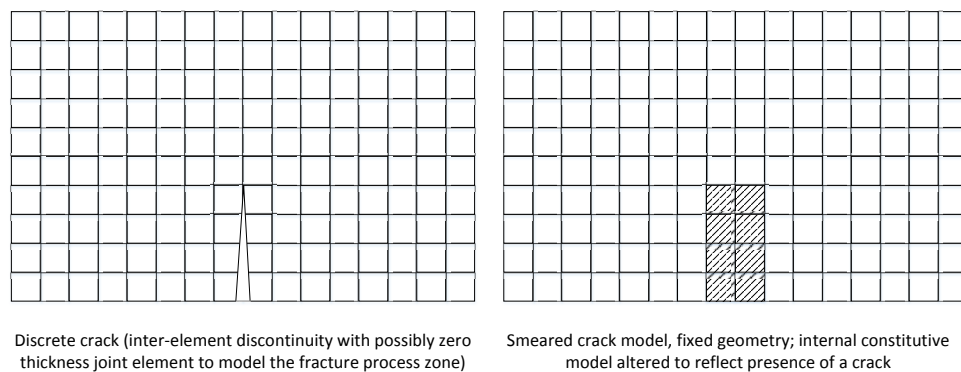 Discrete crack (inter-element discontinuity with possibly zero
thickness joint element to model the fracture process zone)
Smeared crack model, fixed geometry; internal constitutive
model altered to reflect presence of a crack